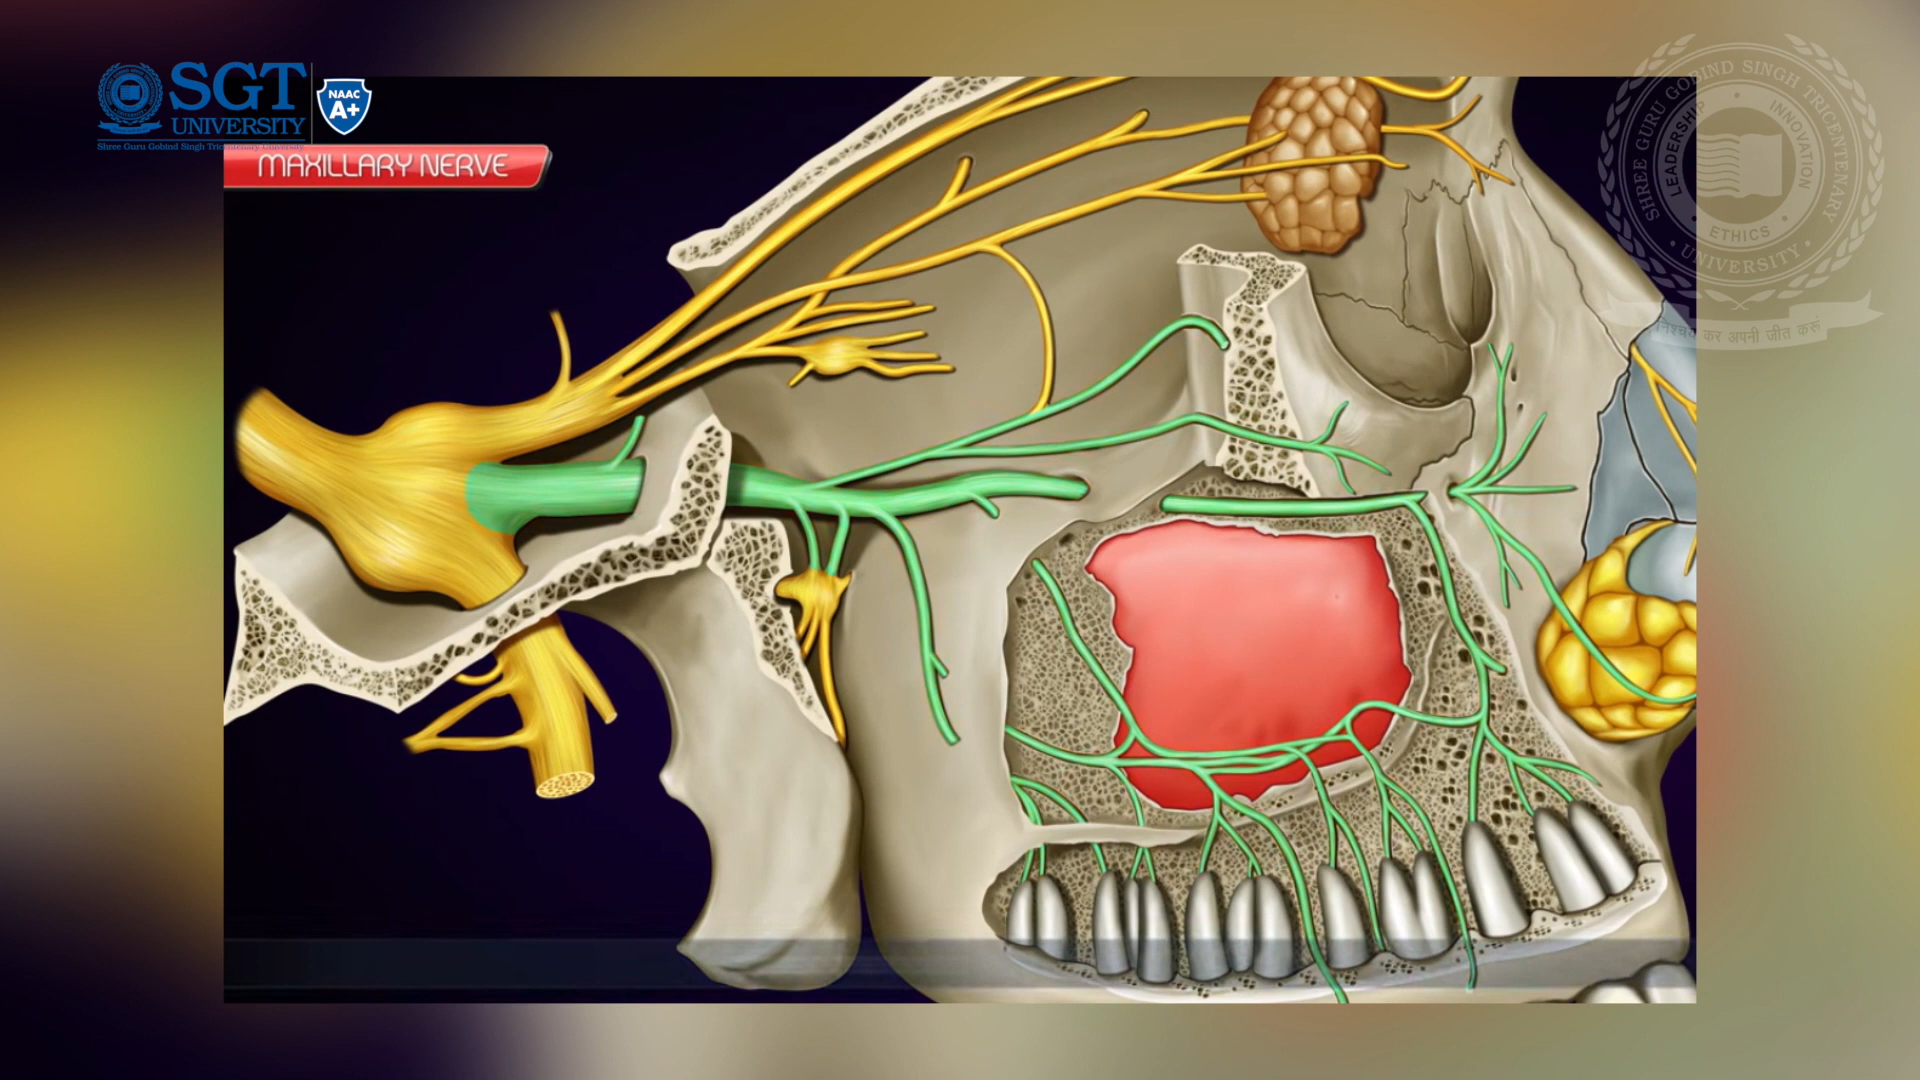 SGT
UNIVERSITY
Shree Guru Gobind Singh Tricentenary University
NAAC
A+
MAXILLARY NERVE
SHREE GURU GOBIND SINGH TRICENTENARY
UNIVERSITY
LEADERSHIP
INNOVATION
ETHICS
निश्चय कर अपनी जीत करूं